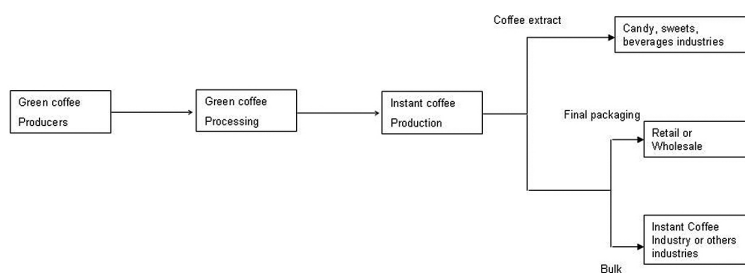 Coffee extract
Candy, sweets,
beverages industries
Green coffee
Producers
Green coffee
Processing
Instant coffee
Production
Final packaging
Retail or
Wholesale
Instant Coffee
Industry or others
industries
Bulk